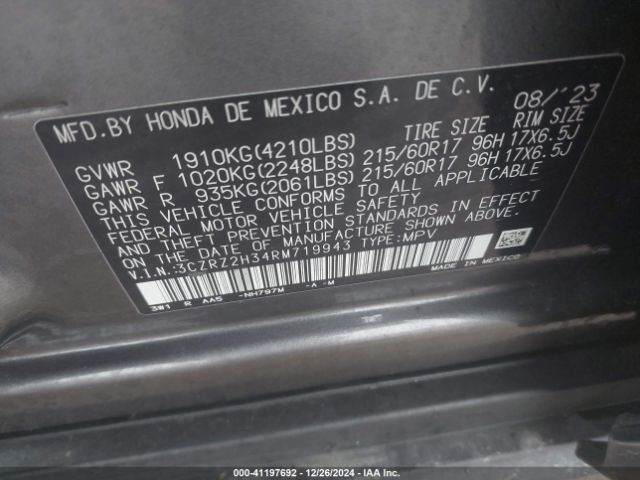 MFD.BY HONDA DE MEXICO S.A. DE C.V. 08/'23
TIRE SIZE RIM SIZE
GVWR 1910KG(4210LBS)
GAWR F 1020KG(2248LBS) 215/60R17 96H 17X6.5J
GAWR R 935KG(2061LBS) 215/60R17 96H 17X6.5J
THIS VEHICLE CONFORMS TO ALL APPLICABLE
FEDERAL MOTOR VEHICLE SAFETY
AND THEFT PREVENTION STANDARDS IN EFFECT
ON THE DATE OF MANUFACTURE SHOWN ABOVE.
V.I.N.:3CZRZ2H34RM719943 TYPE:MPV
MADE IN MEXICO
3W1 R AA5 -NH797M -A -M
000-41197692 - 12/26/2024 - IAA Inc.